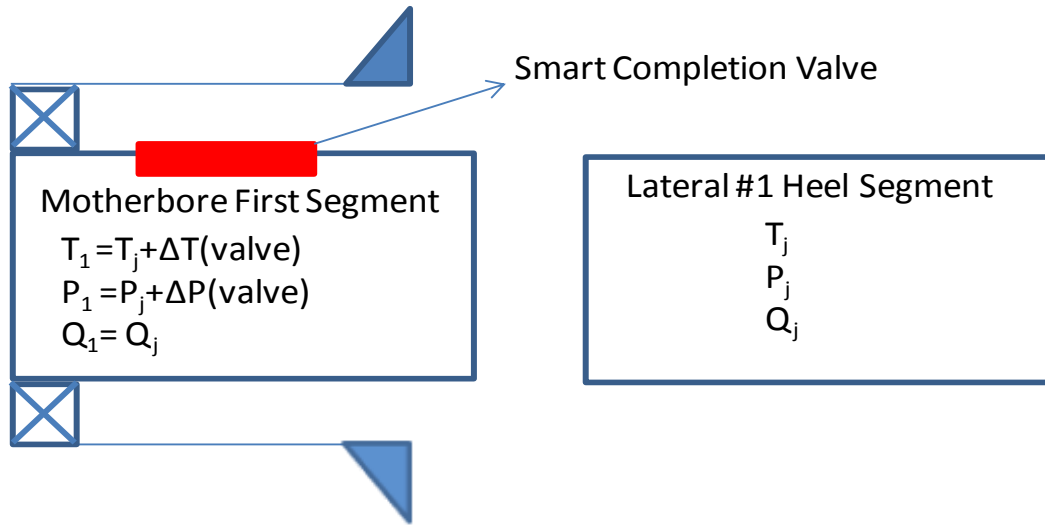 Smart Completion Valve
Motherbore First Segment
T₁ =Tⱼ+ΔT(valve)
P₁ =Pⱼ+ΔP(valve)
Q₁= Qⱼ
Lateral #1 Heel Segment
Tⱼ
Pⱼ
Qⱼ